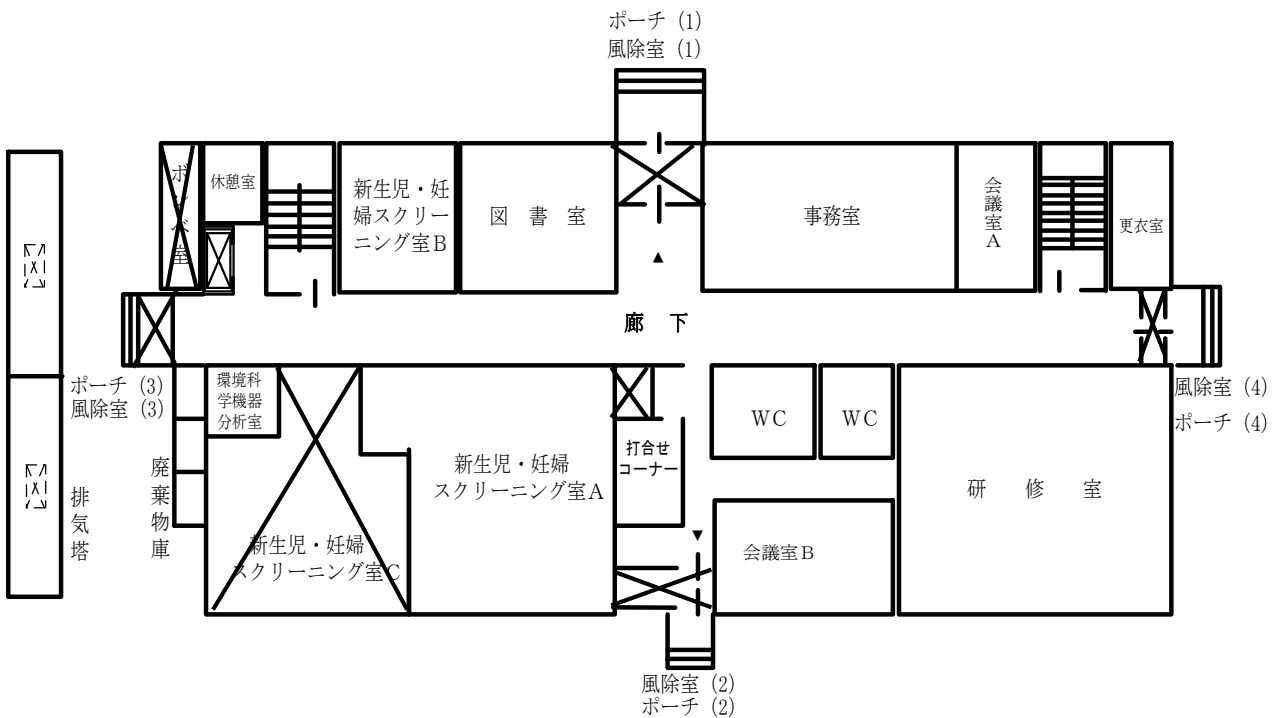 ポーチ (1)
風除室 (1)
ボンベ室
休憩室
新生児・妊
婦スクリー
ニング室B
図 書 室
事務室
会議室A
更衣室
廊 下
ポーチ (3)
風除室 (3)
環境科
学機器
分析室
WC
WC
風除室 (4)
ポーチ (4)
打合せ
コーナー
新生児・妊婦
スクリーニング室A
研 修 室
排気塔
廃棄物庫
新生児・妊婦
スクリーニング室C
会議室B
風除室 (2)
ポーチ (2)